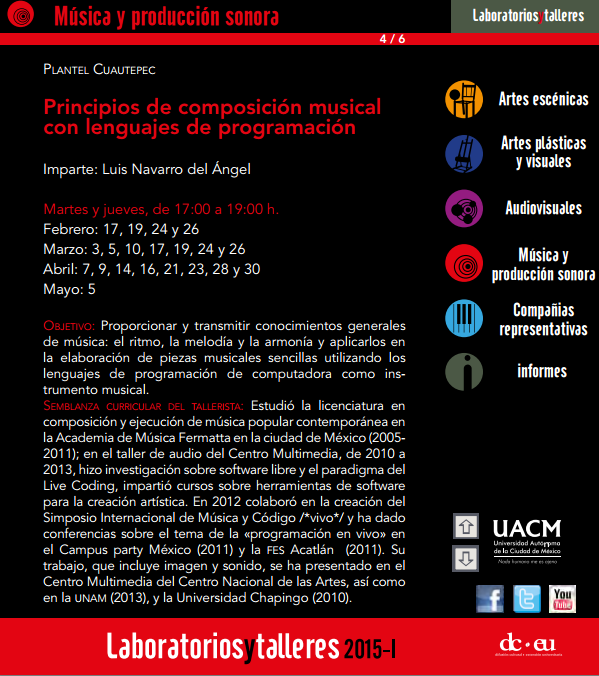 Música y producción sonora
Laboratoriosytalleres
4 / 6
PLANTEL CUAUTEPEC
Principios de composición musical
con lenguajes de programación
Imparte: Luis Navarro del Ángel
Martes y jueves, de 17:00 a 19:00 h.
Febrero: 17, 19, 24 y 26
Marzo: 3, 5, 10, 17, 19, 24 y 26
Abril: 7, 9, 14, 16, 21, 23, 28 y 30
Mayo: 5
OBJETIVO: Proporcionar y transmitir conocimientos generales
de música: el ritmo, la melodía y la armonía y aplicarlos en
la elaboración de piezas musicales sencillas utilizando los
lenguajes de programación de computadora como ins-
trumento musical.
SEMBLANZA CURRICULAR DEL TALLERISTA: Estudió la licenciatura en
composición y ejecución de música popular contemporánea en
la Academia de Música Fermatta en la ciudad de México (2005-
2011); en el taller de audio del Centro Multimedia, de 2010 a
2013, hizo investigación sobre software libre y el paradigma del
Live Coding, impartió cursos sobre herramientas de software
para la creación artística. En 2012 colaboró en la creación del
Simposio Internacional de Música y Código /*vivo*/ y ha dado
conferencias sobre el tema de la «programación en vivo» en
el Campus party México (2011) y la FES Acatlán (2011). Su
trabajo, que incluye imagen y sonido, se ha presentado en el
Centro Multimedia del Centro Nacional de las Artes, así como
en la UNAM (2013), y la Universidad Chapingo (2010).
Artes escénicas
Artes plásticas
y visuales
Audiovisuales
Música y
producción sonora
Compañias
representativas
informes
UACM
Universidad Autónoma
de la Ciudad de México
Nada humano me es ajeno
f
t
You
Tube
Laboratoriosytalleres 2015-I
dc·eu